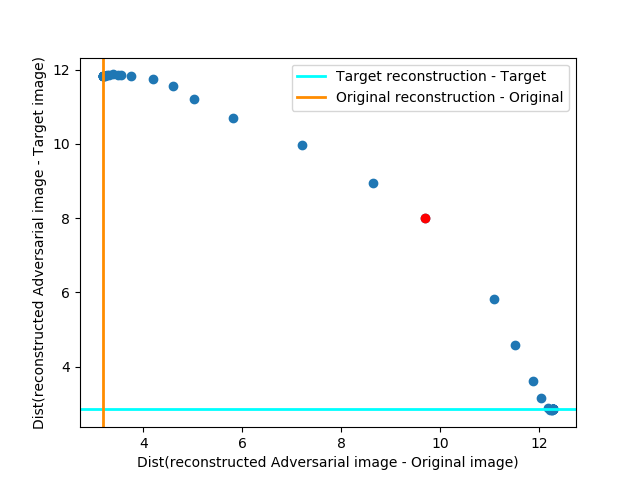 Target reconstruction - Target
Original reconstruction - Original
12
10
8
6
4
Dist(reconstructed Adversarial image - Target image)
4
6
8
10
12
Dist(reconstructed Adversarial image - Original image)